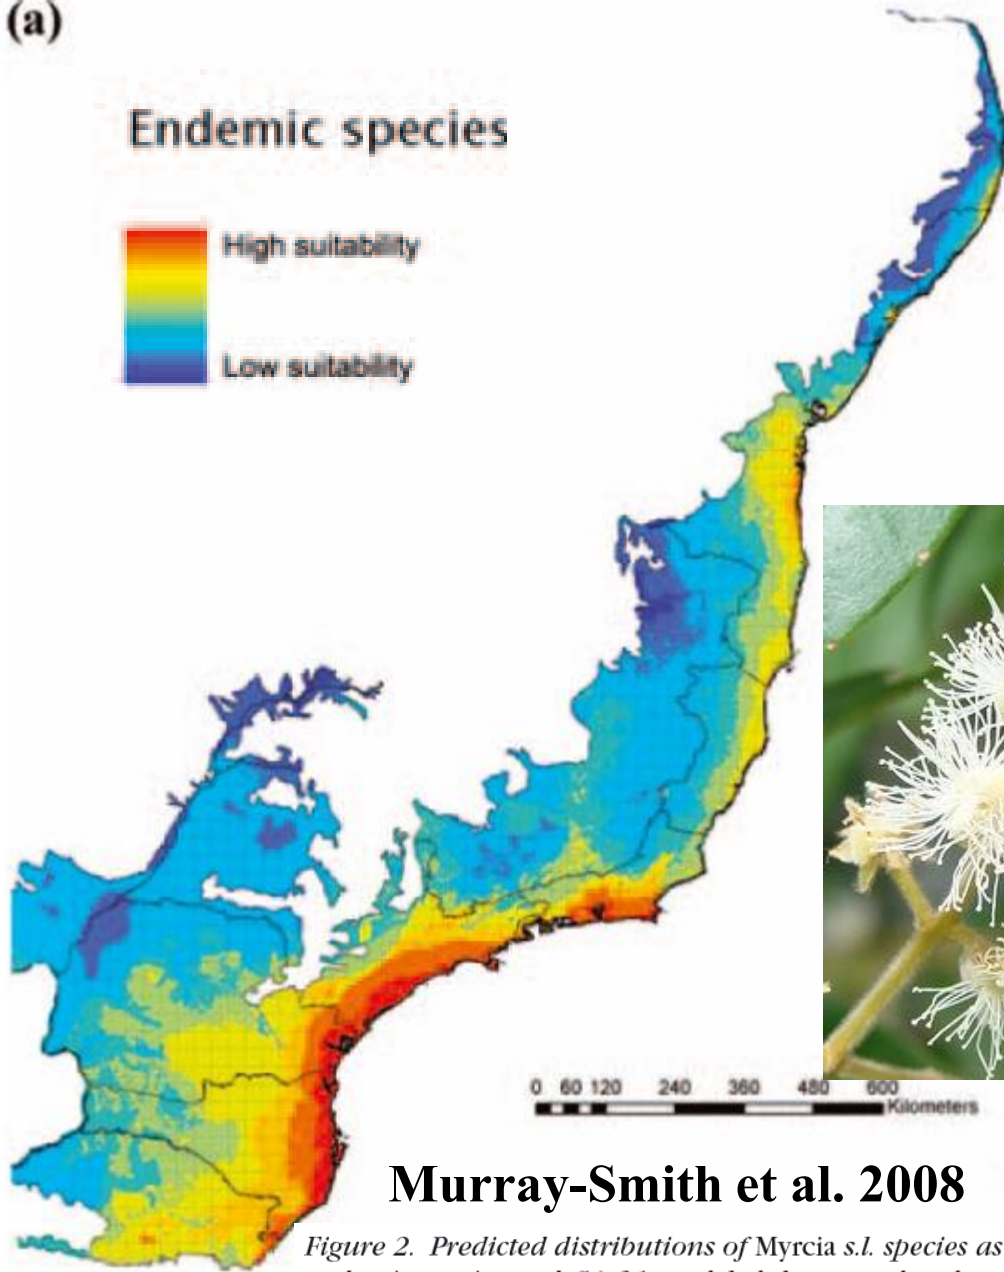 (a)
Endemic species
High suitability
Low suitability
0 60 120 240 360 480 600
Kilometers
Murray-Smith et al. 2008
Figure 2. Predicted distributions of Myrcia s.l. species as